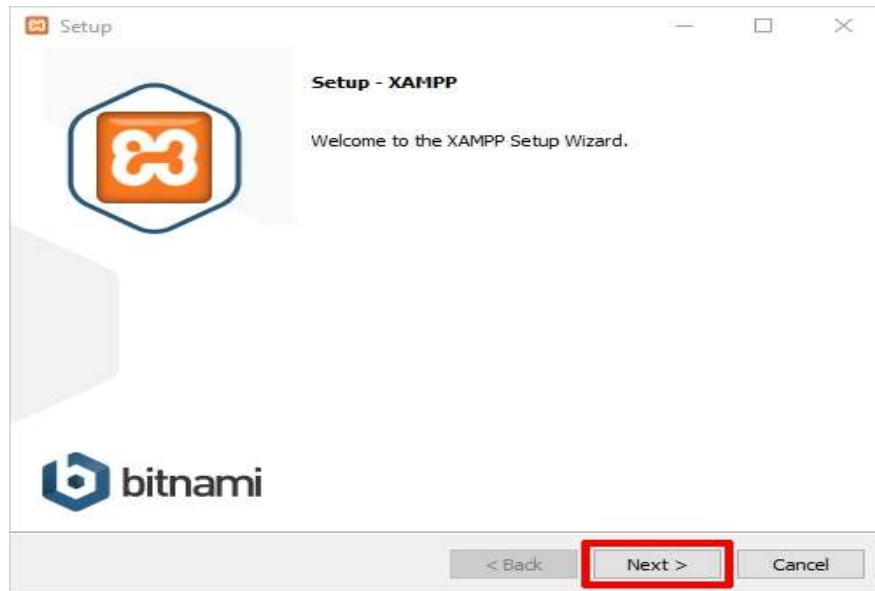 Setup
Setup - XAMPP
Welcome to the XAMPP Setup Wizard.
bitnami
< Back
Next >
Cancel